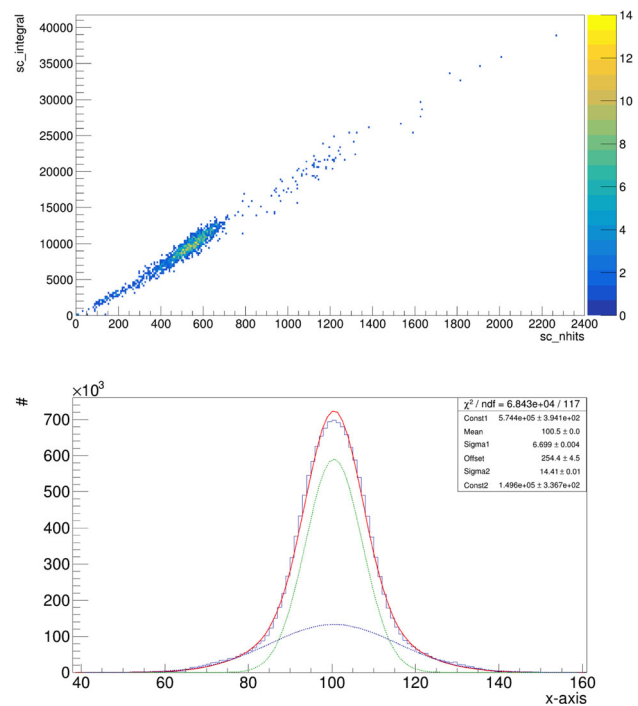 sc_integral
40000
35000
30000
25000
20000
15000
10000
5000
0
0 200 400 600 800 1000 1200 1400 1600 1800 2000 2200 2400
sc_nhits
14
12
10
8
6
4
2
0
×10³
#
700
600
500
400
300
200
100
0
40 60 80 100 120 140 160
x-axis
χ² / ndf = 6.843e+04 / 117
Const1 5.744e+05 ± 3.941e+02
Mean 100.5 ± 0.0
Sigma1 6.699 ± 0.004
Offset 254.4 ± 4.5
Sigma2 14.41 ± 0.01
Const2 1.496e+05 ± 3.367e+02